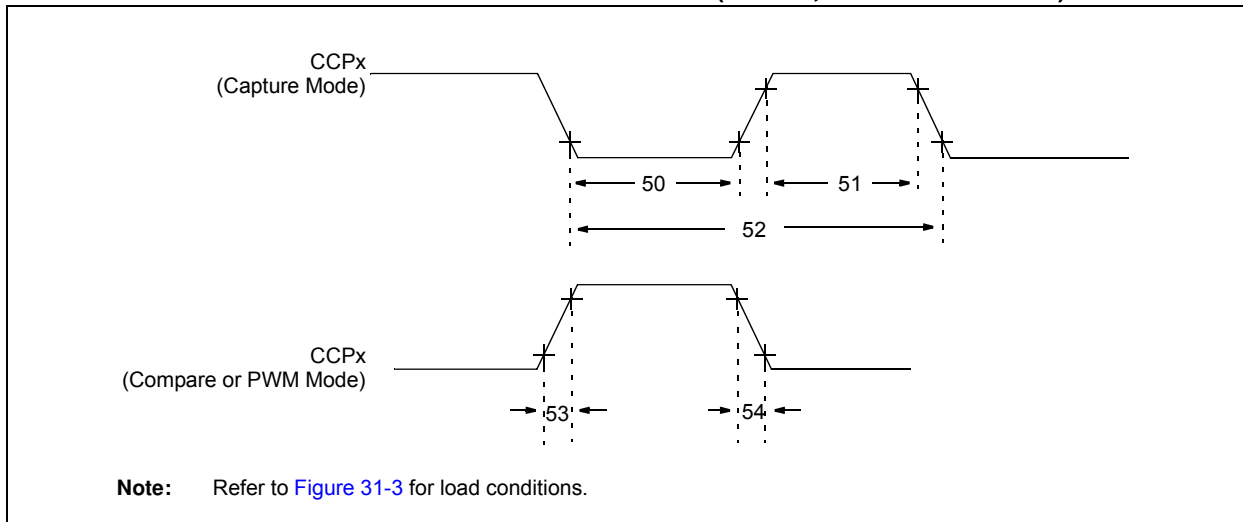 CCPx
(Capture Mode)
50
51
52
CCPx
(Compare or PWM Mode)
53
54
Note: Refer to Figure 31-3 for load conditions.